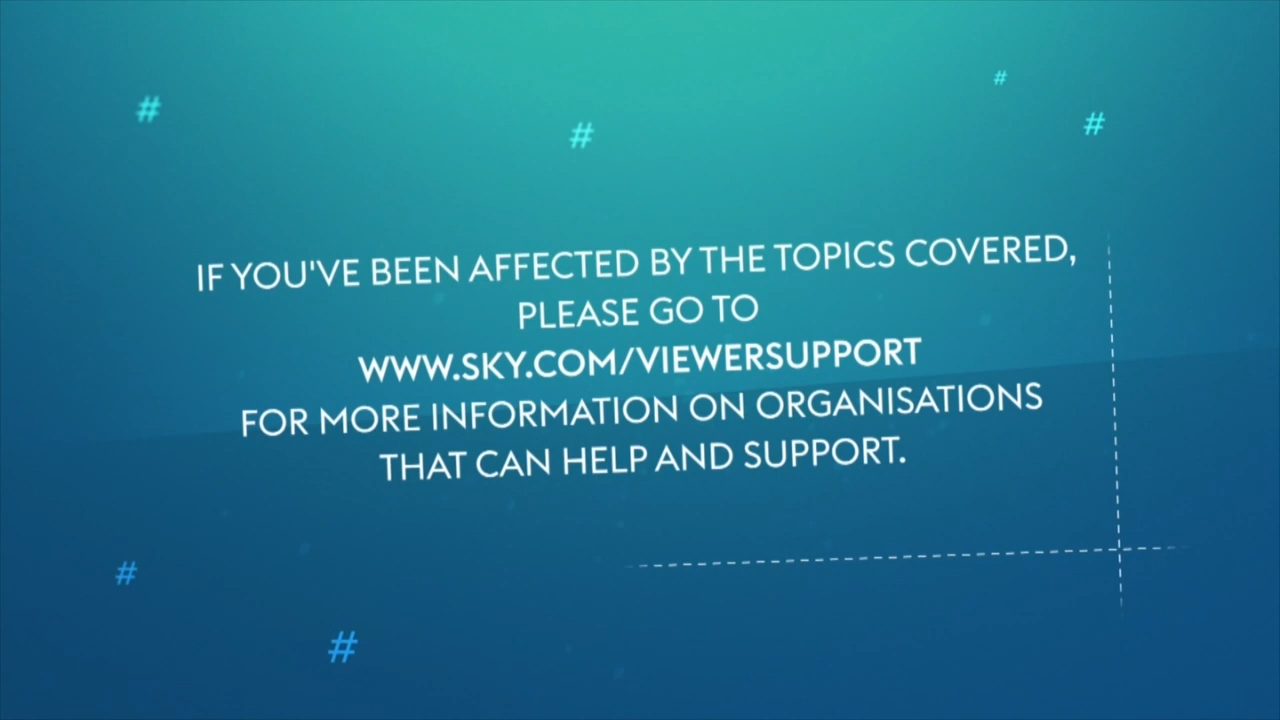 #
#
#
#
IF YOU'VE BEEN AFFECTED BY THE TOPICS COVERED,
PLEASE GO TO
WWW.SKY.COM/VIEWERSUPPORT
FOR MORE INFORMATION ON ORGANISATIONS
THAT CAN HELP AND SUPPORT.
#
#